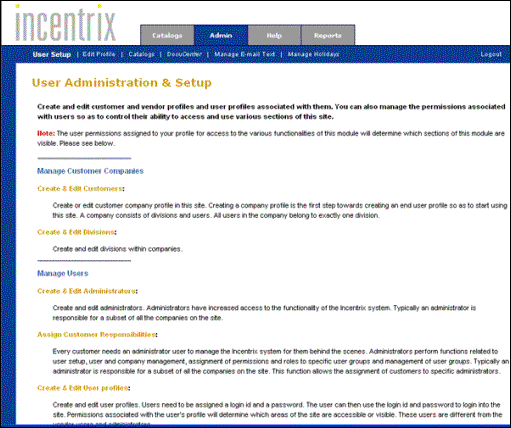 incentrix
Catalogs Admin Help Reports
User Setup | Edit Profile | Catalogs | DocuCenter | Manage E-mail Text | Manage Holidays Logout
User Administration & Setup
Create and edit customer and vendor profiles and user profiles associated with them. You can also manage the permissions associated
with users so as to control their ability to access and use various sections of this site.
Note: The user permissions assigned to your profile for access to the various functionalities of this module will determine which sections of this module are
visible. Please see below.
Manage Customer Companies
Create & Edit Customers:
Create or edit customer company profile in this site. Creating a company profile is the first step towards creating an end user profile so as to start using
this site. A company consists of divisions and users. All users in the company belong to exactly one division.
Create & Edit Divisions:
Create and edit divisions within companies.
Manage Users
Create & Edit Administrators:
Create and edit administrators. Administrators have increased access to the functionality of the Incentrix system. Typically an administrator is
responsible for a subset of all the companies on the site.
Assign Customer Responsibilities:
Every customer needs an administrator user to manage the Incentrix system for them behind the scenes. Administrators perform functions related to
user setup, user and company management, assignment of permissions and roles to specific user groups and management of user groups. Typically an
administrator is responsible for a subset of all the companies on the site. This function allows the assignment of customers to specific administrators.
Create & Edit User profiles:
Create and edit user profiles. Users need to be assigned a login id and a password. The user can then use the login id and password to login into the
site. Permissions associated with the user's profile will determine which areas of the site are accessible or visible. These users are different from the
vendor users and administrators.